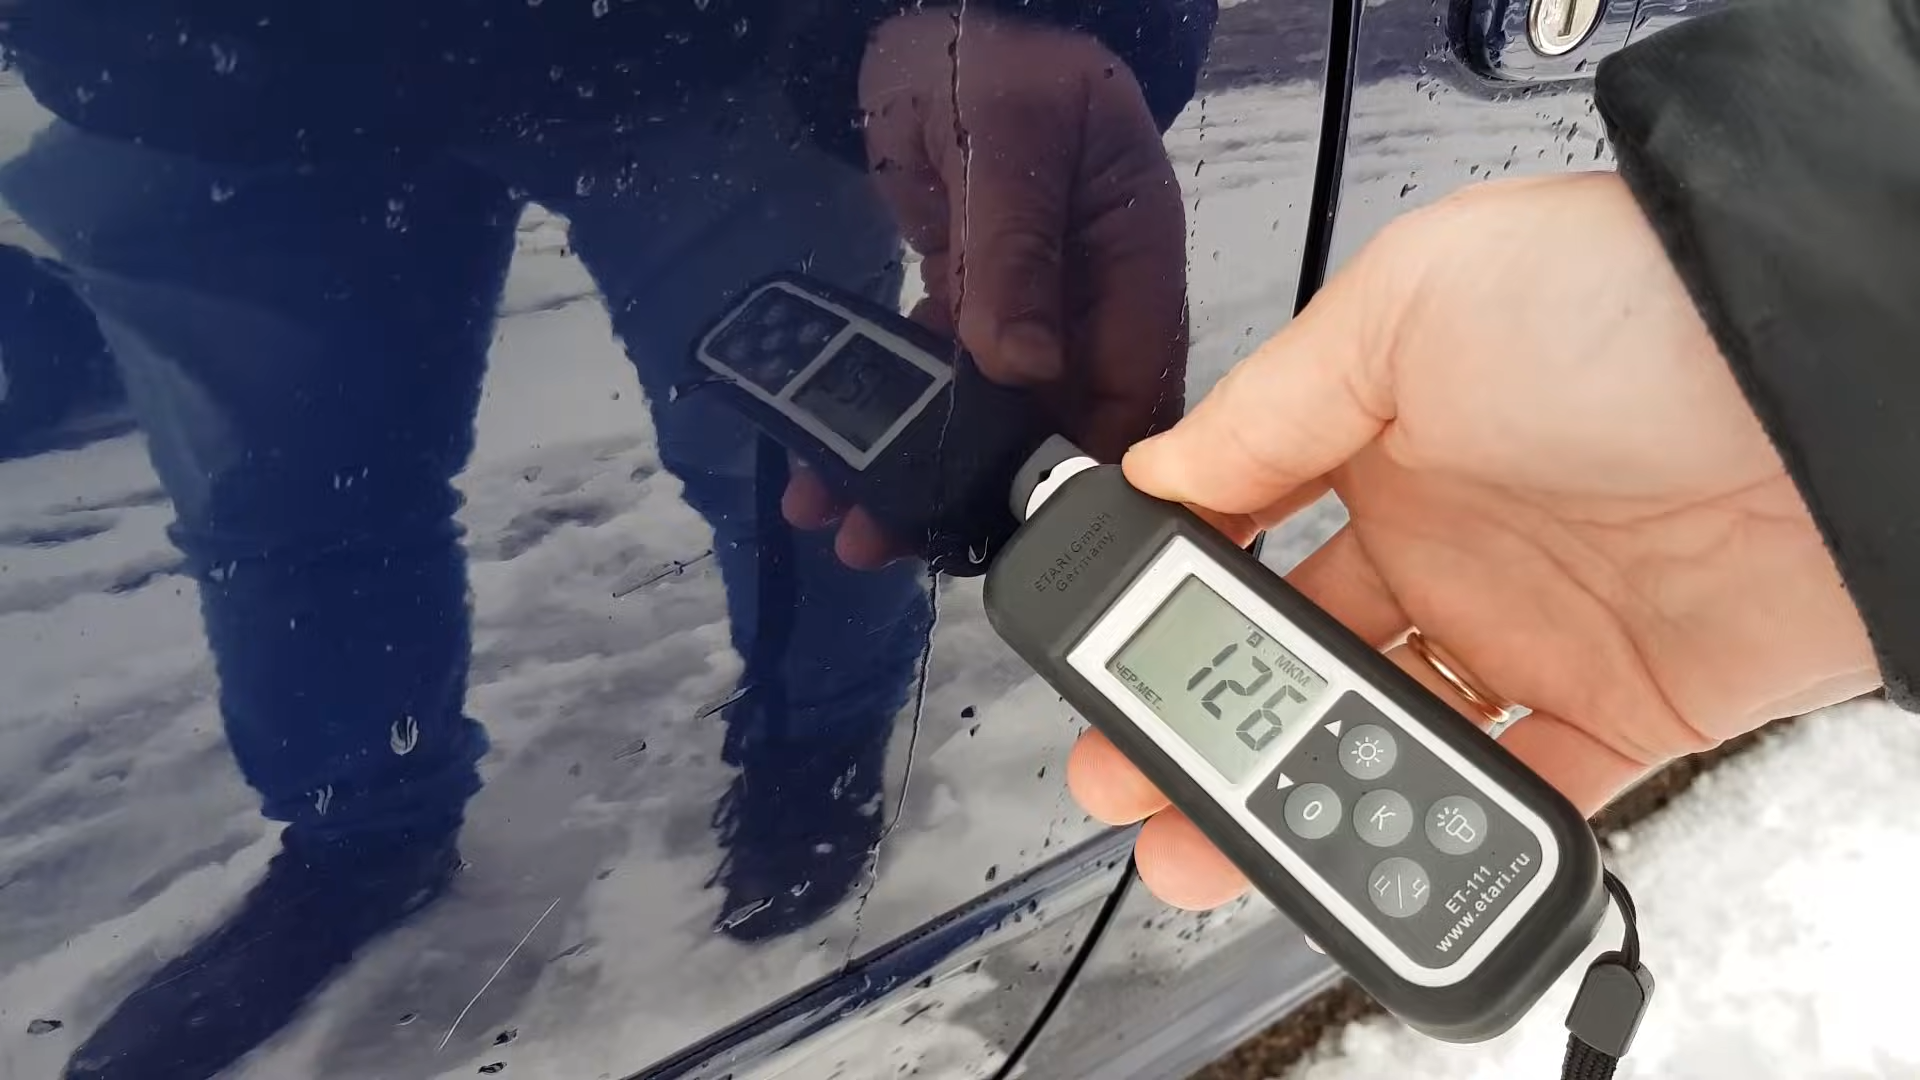 ETARI GmbH
Germany
А
МКМ
ЧЕР.МЕТ.
126
O
K
Ц/Ч
ET-111
www.etari.ru